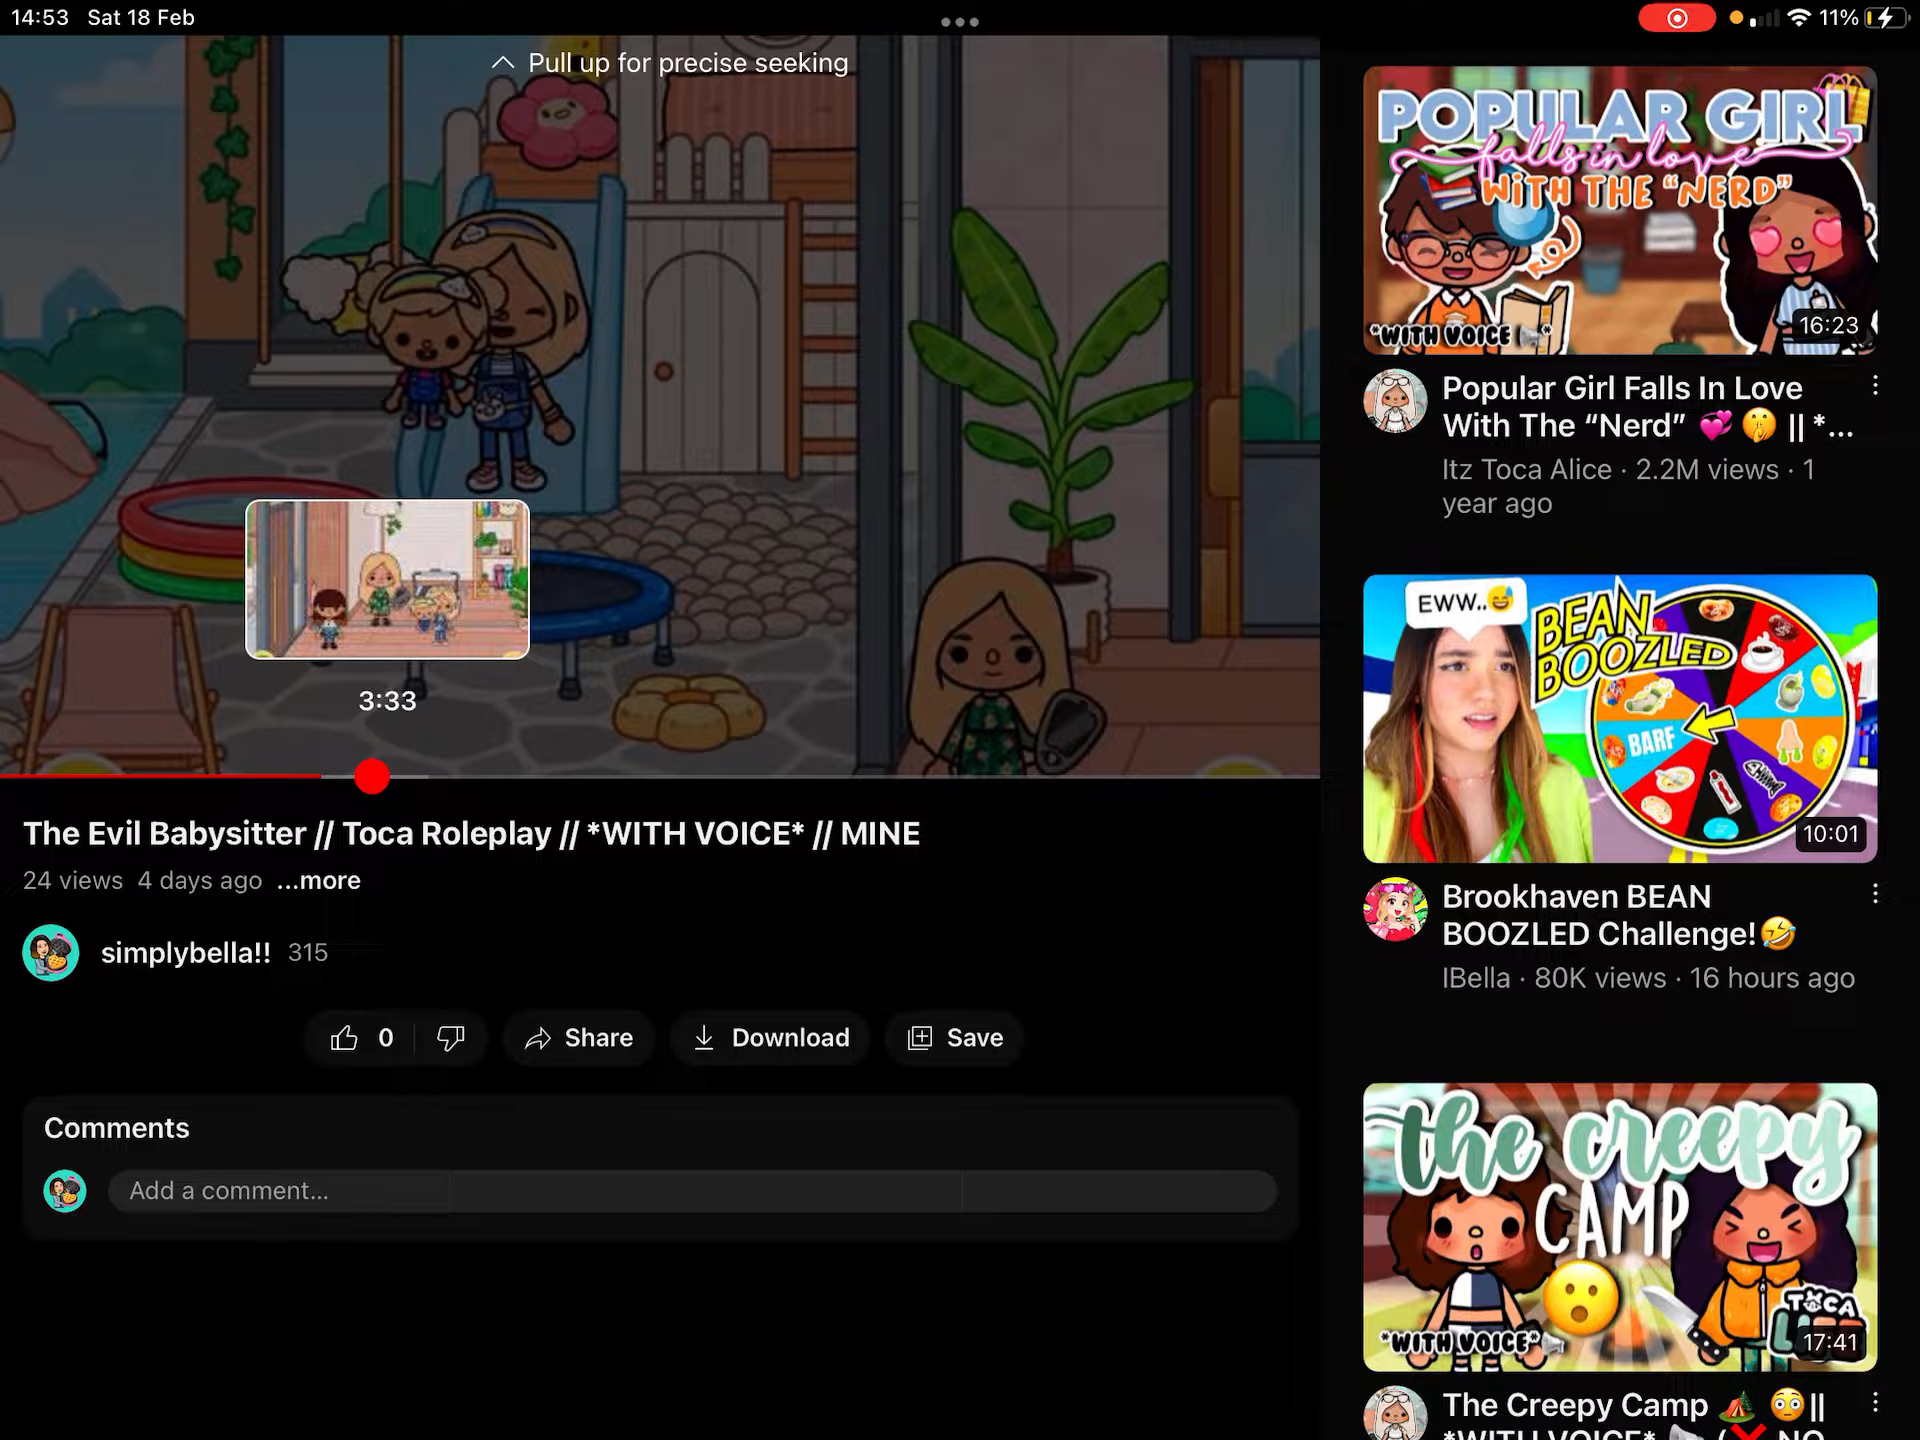 14:53 Sat 18 Feb
11%
Pull up for precise seeking
3:33
The Evil Babysitter // Toca Roleplay // *WITH VOICE* // MINE
24 views 4 days ago ...more
simplybella!! 315
0
Share
Download
Save
Comments
Add a comment...
POPULAR GIRL
falls in love
WITH THE “NERD”
*WITH VOICE *
16:23
Popular Girl Falls In Love
With The “Nerd” 💞 🤫 || *...
Itz Toca Alice · 2.2M views · 1
year ago
EWW..😅
BEAN
BOOZLED
BARF
10:01
Brookhaven BEAN
BOOZLED Challenge!🤣
IBella · 80K views · 16 hours ago
the creepy
CAMP
*WITH VOICE*
TOCA
LIFE
17:41
The Creepy Camp 🏕️ 😳||
*WITH VOICE* 📢 (❌ NO